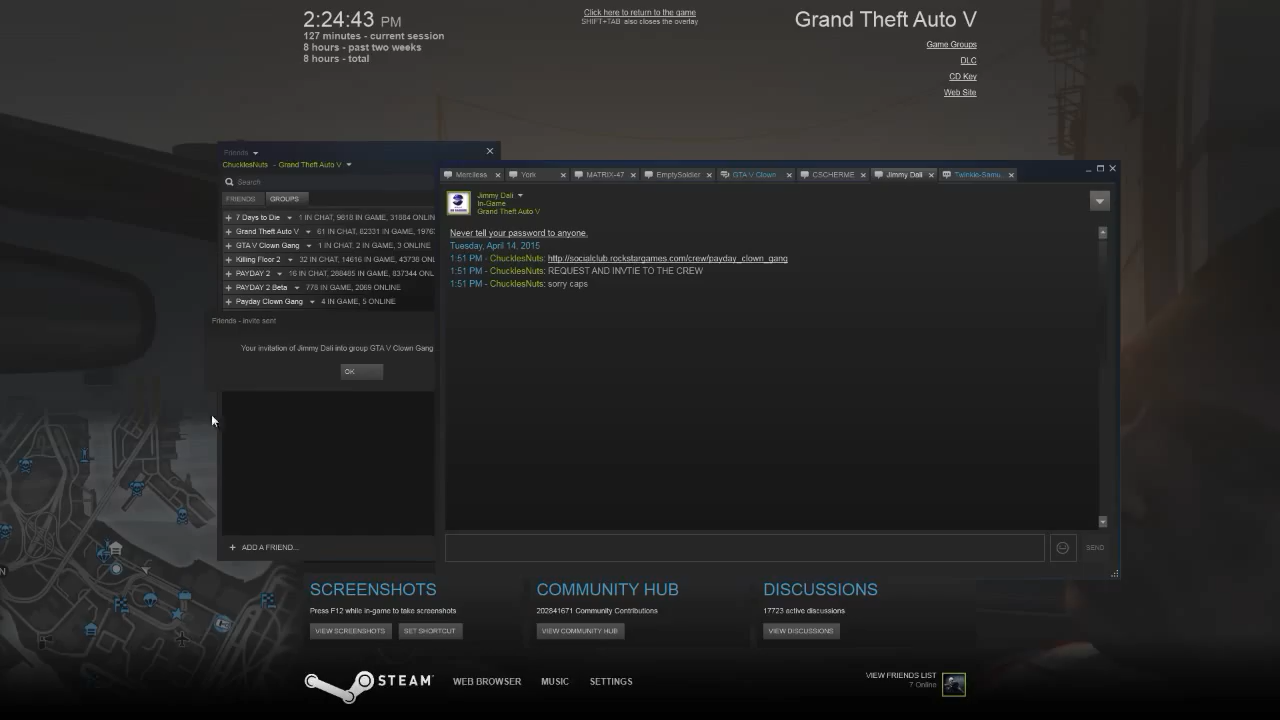 2:24:43 PM
127 minutes - current session
8 hours - past two weeks
8 hours - total
Click here to return to the game
SHIFT+TAB also closes the overlay
Grand Theft Auto V
Game Groups
DLC
CD Key
Web Site
Friends
ChucklesNuts - Grand Theft Auto V
Search
FRIENDS GROUPS
7 Days to Die 1 IN CHAT, 9818 IN GAME, 31884 ONLIN
Grand Theft Auto V 61 IN CHAT, 82331 IN GAME, 1976
GTA V Clown Gang 1 IN CHAT, 2 IN GAME, 3 ONLINE
Killing Floor 2 32 IN CHAT, 14616 IN GAME, 43738 ONL
PAYDAY 2 16 IN CHAT, 288485 IN GAME, 837344 ONL
PAYDAY 2 Beta 778 IN GAME, 2069 ONLINE
Payday Clown Gang 4 IN GAME, 5 ONLINE
Friends - Invite sent
Your invitation of Jimmy Dali into group GTA V Clown Gang
OK
ADD A FRIEND...
Merciless York MATRIX-47 EmptySoldier GTA V Clown CSCHERME Jimmy Dali Twinkie-Samu
Jimmy Dali
In-Game
Grand Theft Auto V
Never tell your password to anyone.
Tuesday, April 14, 2015
1:51 PM - ChucklesNuts: http://socialclub.rockstargames.com/crew/payday_clown_gang
1:51 PM - ChucklesNuts: REQUEST AND INVTIE TO THE CREW
1:51 PM - ChucklesNuts: sorry caps
SEND
SCREENSHOTS
Press F12 while in-game to take screenshots
VIEW SCREENSHOTS SET SHORTCUT
COMMUNITY HUB
202841671 Community Contributions
VIEW COMMUNITY HUB
DISCUSSIONS
17723 active discussions
VIEW DISCUSSIONS
STEAM WEB BROWSER MUSIC SETTINGS
VIEW FRIENDS LIST
7 Online
N